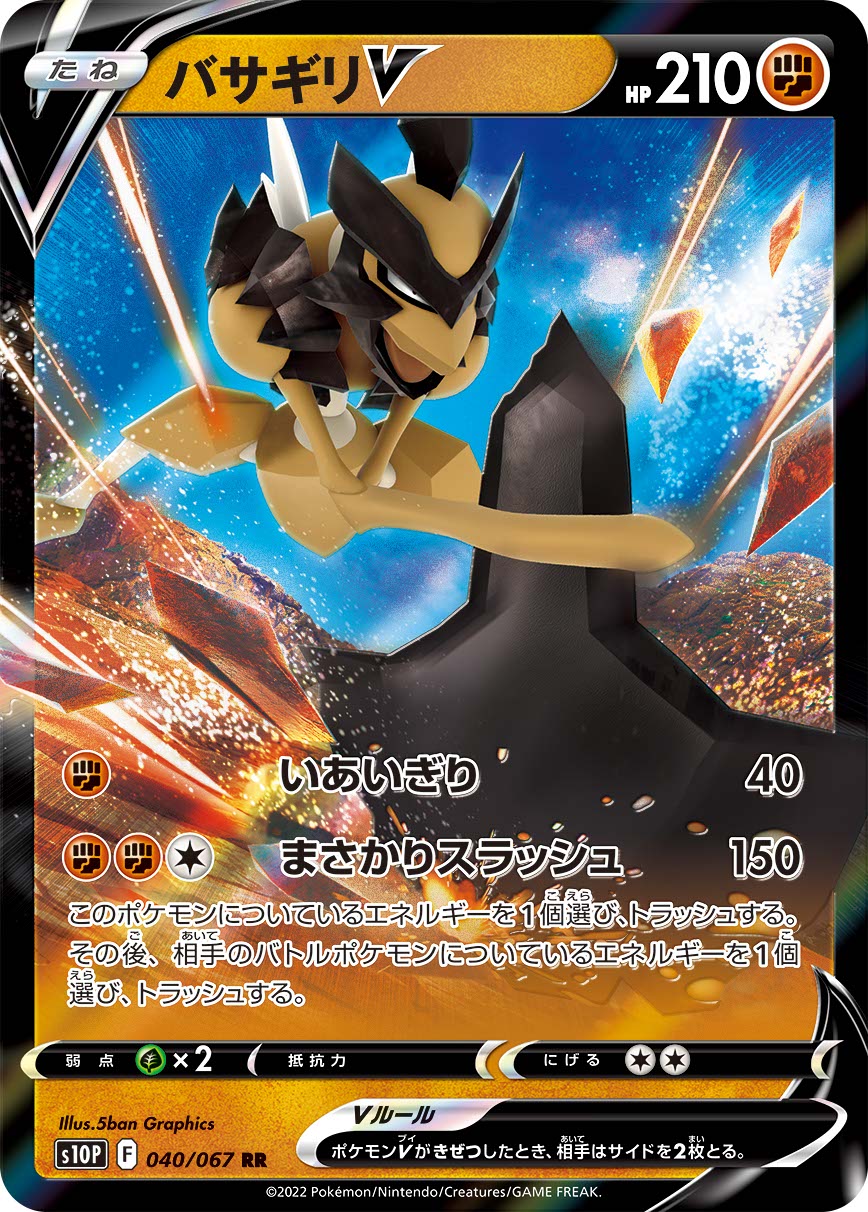 たね バサギリV HP 210
いあいぎり 40
まさかりスラッシュ 150
このポケモンについているエネルギーを1個選び、トラッシュする。
その後、相手のバトルポケモンについているエネルギーを1個
選び、トラッシュする。
弱点 ×2 抵抗力 にげる
Illus.5ban Graphics
Vルール
ポケモンVがきぜつしたとき、相手はサイドを2枚とる。
s10P F 040/067 RR
©2022 Pokémon/Nintendo/Creatures/GAME FREAK.